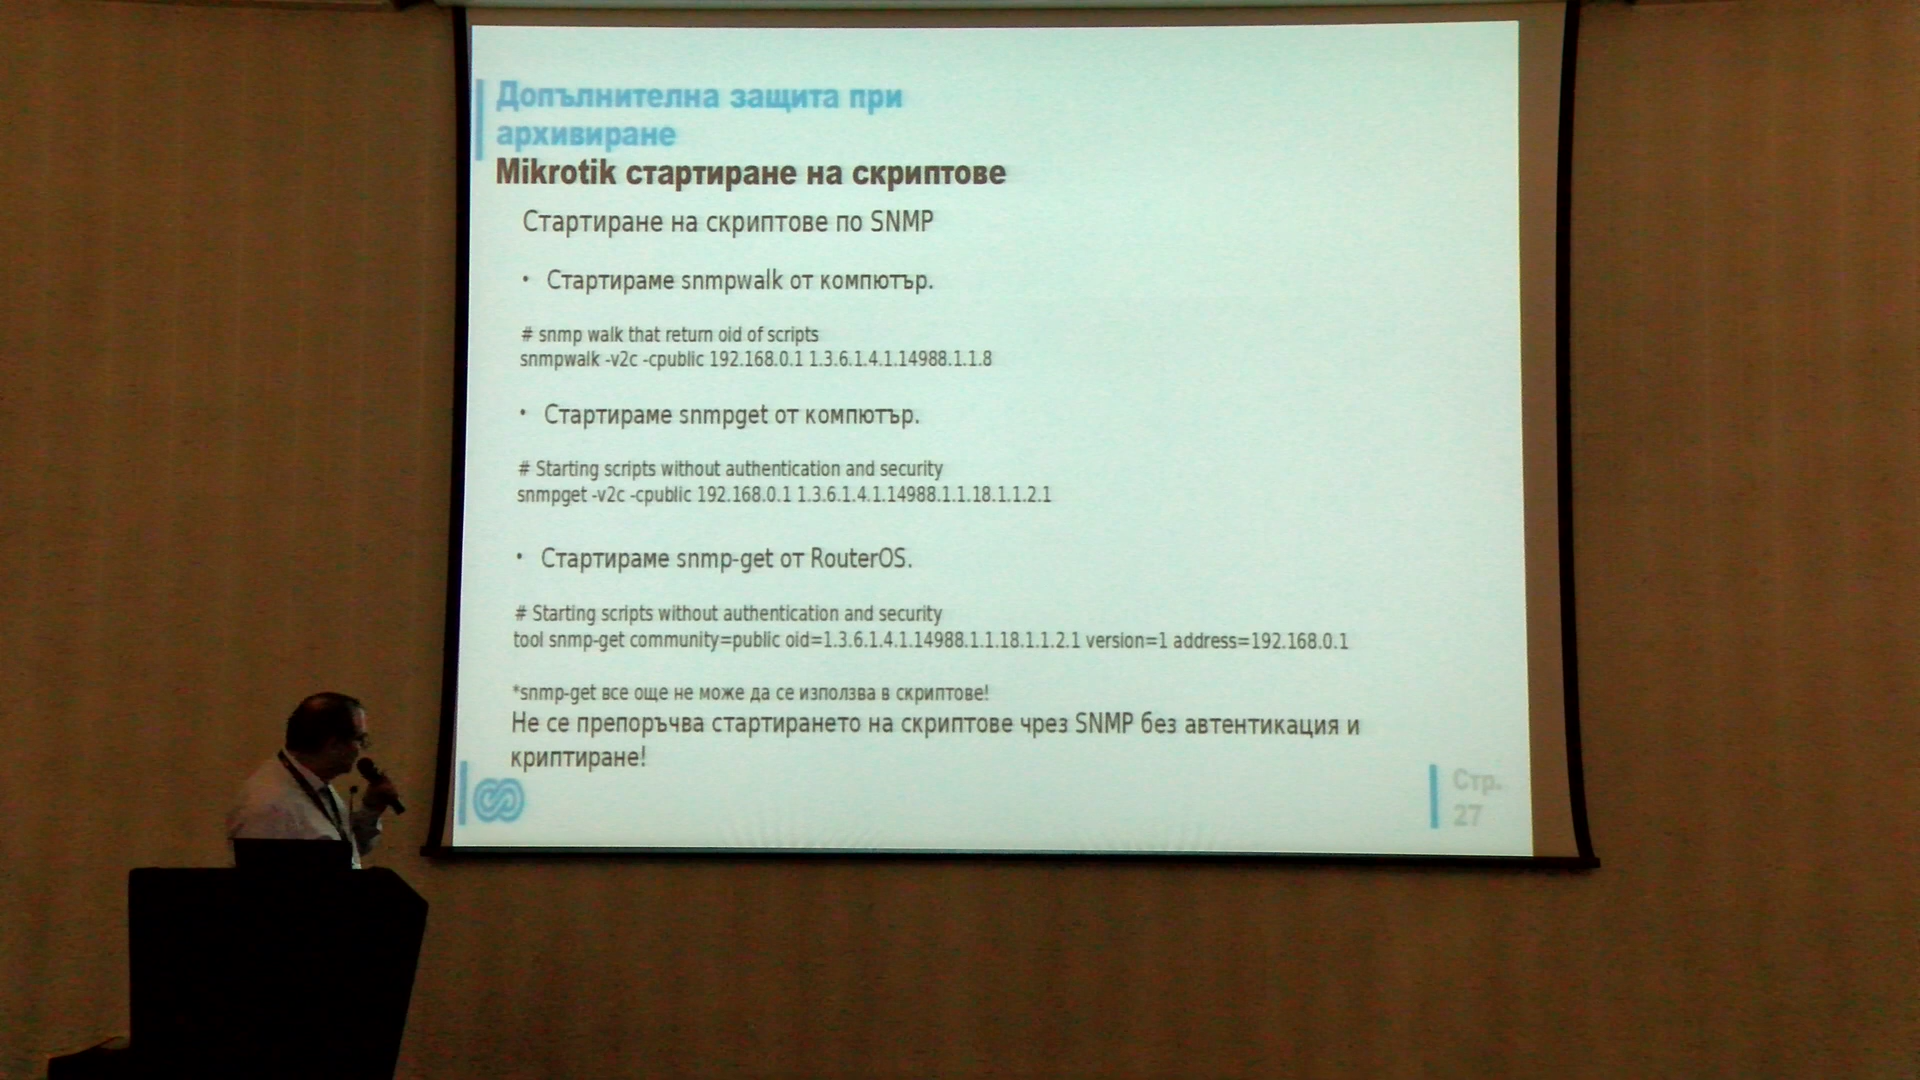 Допълнителна защита при
архивиране
Mikrotik стартиране на скриптове
Стартиране на скриптове по SNMP
• Стартираме snmpwalk от компютър.
# snmp walk that return oid of scripts
snmpwalk -v2c -cpublic 192.168.0.1 1.3.6.1.4.1.14988.1.1.8
• Стартираме snmpget от компютър.
# Starting scripts without authentication and security
snmpget -v2c -cpublic 192.168.0.1 1.3.6.1.4.1.14988.1.1.18.1.1.2.1
• Стартираме snmp-get от RouterOS.
# Starting scripts without authentication and security
tool snmp-get community=public oid=1.3.6.1.4.1.14988.1.1.18.1.1.2.1 version=1 address=192.168.0.1
*snmp-get все още не може да се използва в скриптове!
Не се препоръчва стартирането на скриптове чрез SNMP без автентикация и
криптиране!
Стр.
27